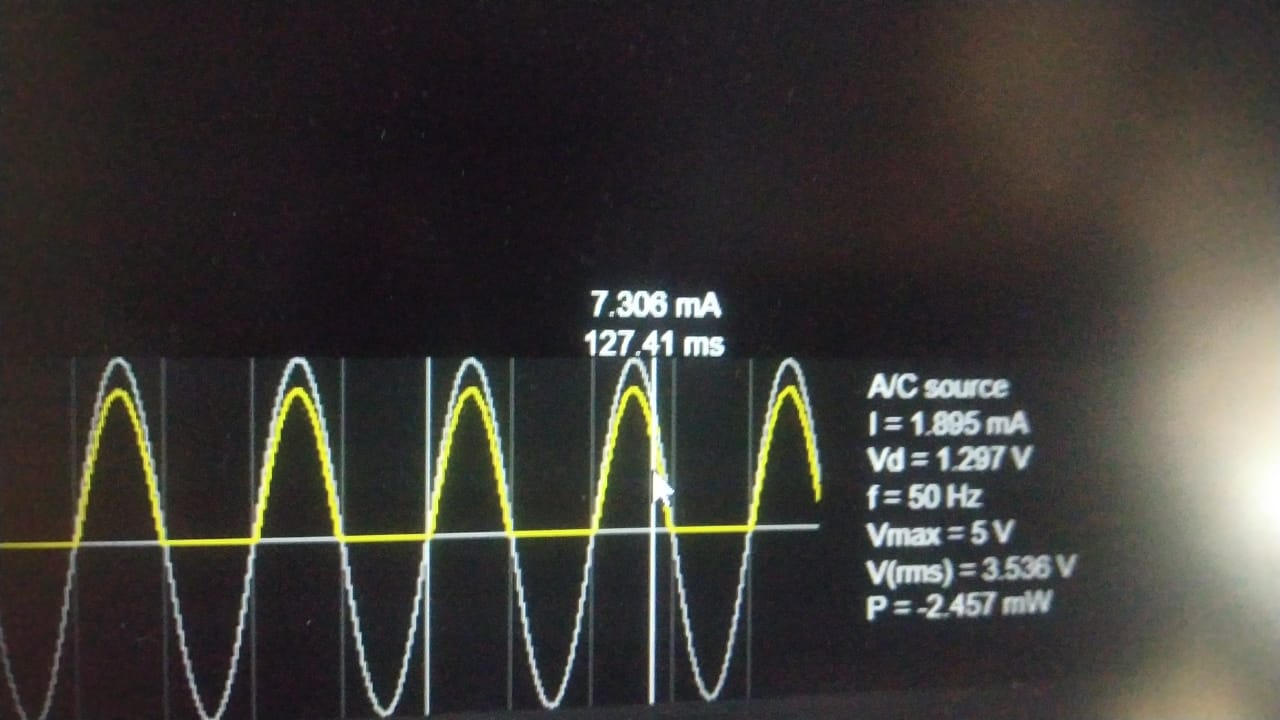 7.306 mA
127.41 ms
A/C source
I = 1.895 mA
Vd = 1.297 V
f = 50 Hz
Vmax = 5 V
V(rms) = 3.536 V
P = -2.457 mW